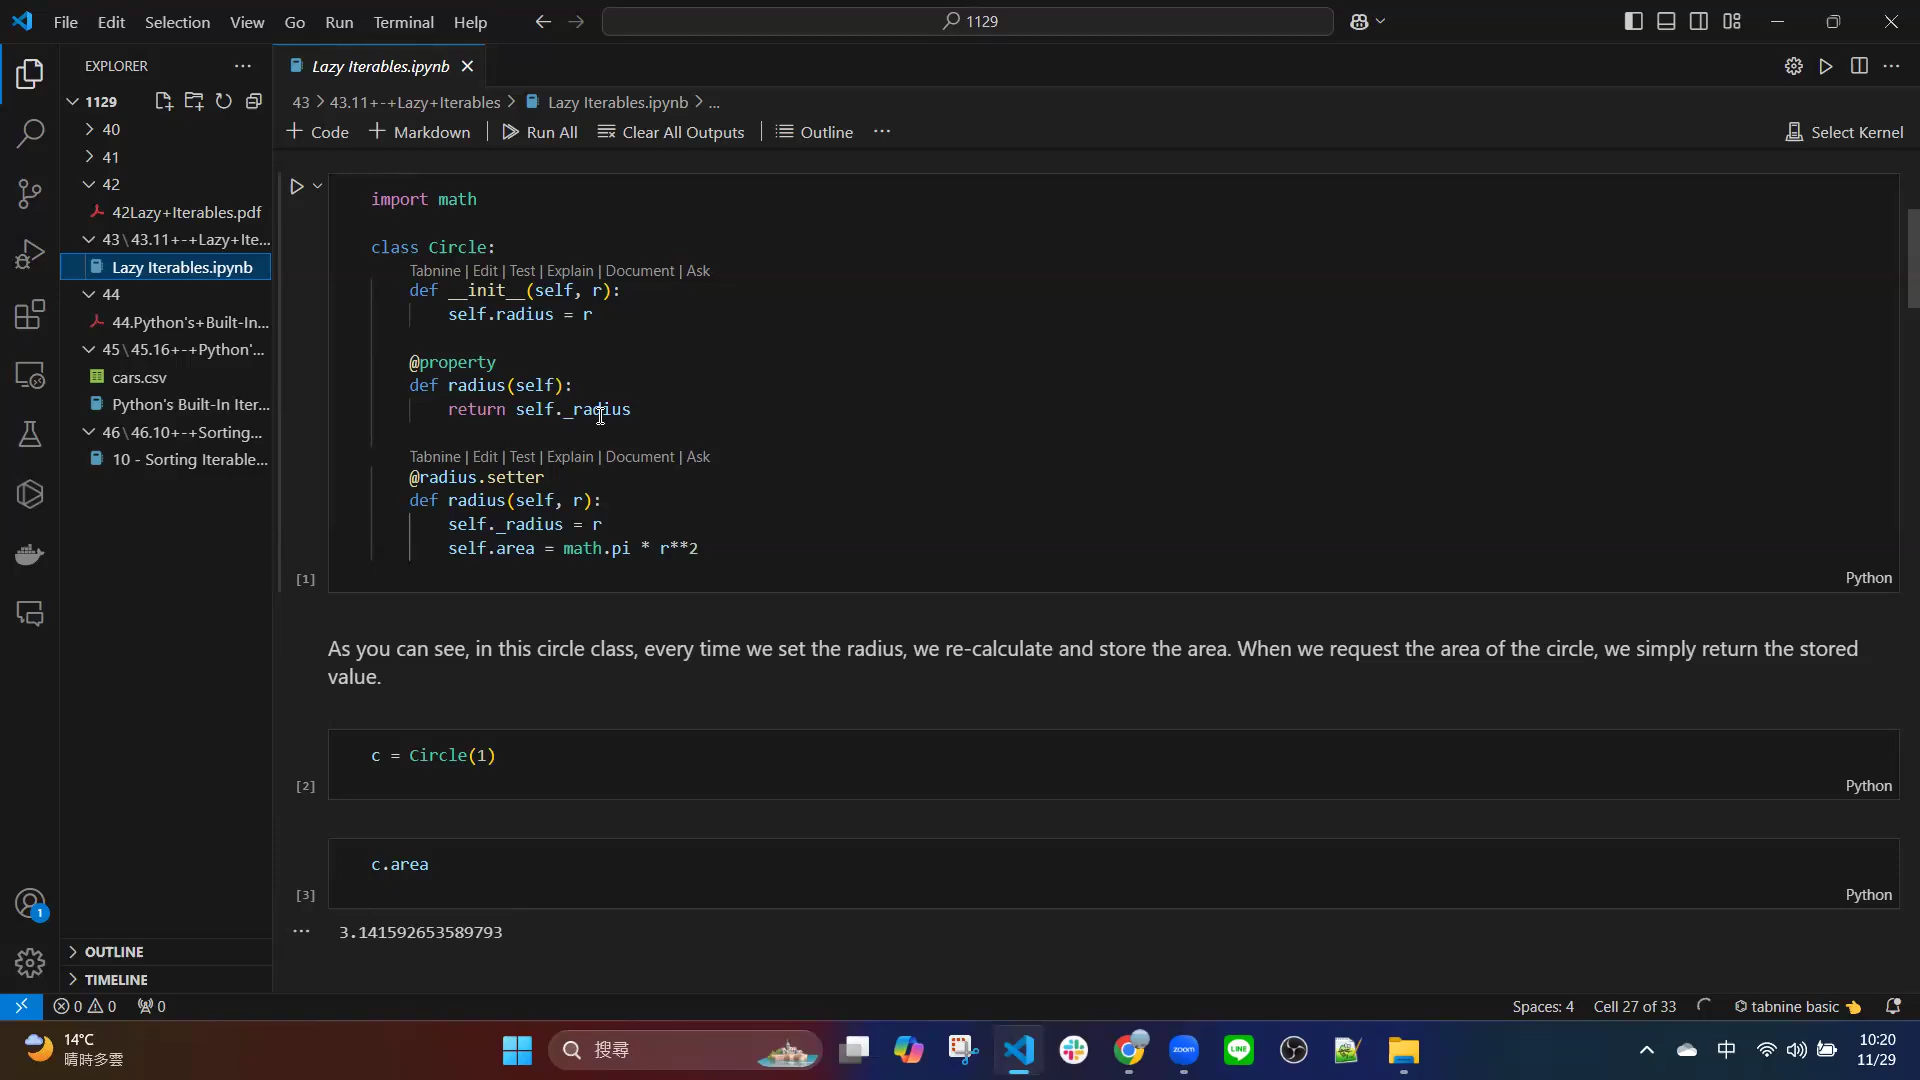 File Edit Selection View Go Run Terminal Help
1129
EXPLORER
Lazy Iterables.ipynb
1129
43 > 43.11+-+Lazy+Iterables > Lazy Iterables.ipynb > ...
40
Code Markdown Run All Clear All Outputs Outline
Select Kernel
41
42
42Lazy+Iterables.pdf
43\43.11+-+Lazy+Ite...
Lazy Iterables.ipynb
44
44.Python's+Built-In...
45\45.16+-+Python'...
cars.csv
Python's Built-In Iter...
46\46.10+-+Sorting...
10 - Sorting Iterable...
OUTLINE
TIMELINE
import math
class Circle:
Tabnine | Edit | Test | Explain | Document | Ask
def __init__(self, r):
self.radius = r
@property
def radius(self):
return self._radius
Tabnine | Edit | Test | Explain | Document | Ask
@radius.setter
def radius(self, r):
self._radius = r
self.area = math.pi * r**2
[1]
Python
As you can see, in this circle class, every time we set the radius, we re-calculate and store the area. When we request the area of the circle, we simply return the stored
value.
c = Circle(1)
[2]
Python
c.area
[3]
Python
3.141592653589793
1
0 0 0
Spaces: 4 Cell 27 of 33 tabnine basic
14°C
晴時多雲
搜尋
zoom
LINE
中
10:20
11/29